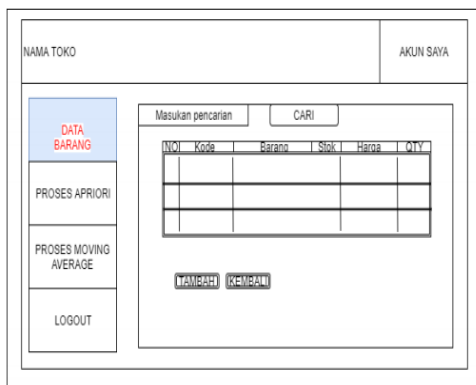 NAMA TOKO
AKUN SAYA
DATA
BARANG
PROSES APRIORI
PROSES MOVING
AVERAGE
LOGOUT
Masukan pencarian
CARI
NO Kode Barang Stok Harga QTY
TAMBAH KEMBALI